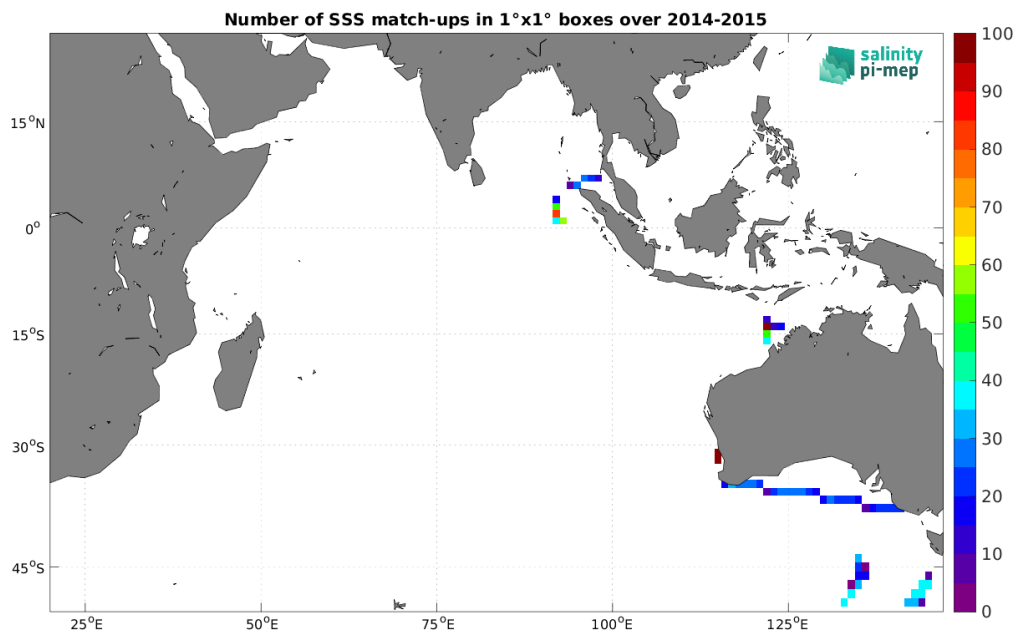 Number of SSS match-ups in 1°x1° boxes over 2014-2015
salinity
pi-mep
15°N
0°
15°S
30°S
45°S
25°E
50°E
75°E
100°E
125°E
100
90
80
70
60
50
40
30
20
10
0